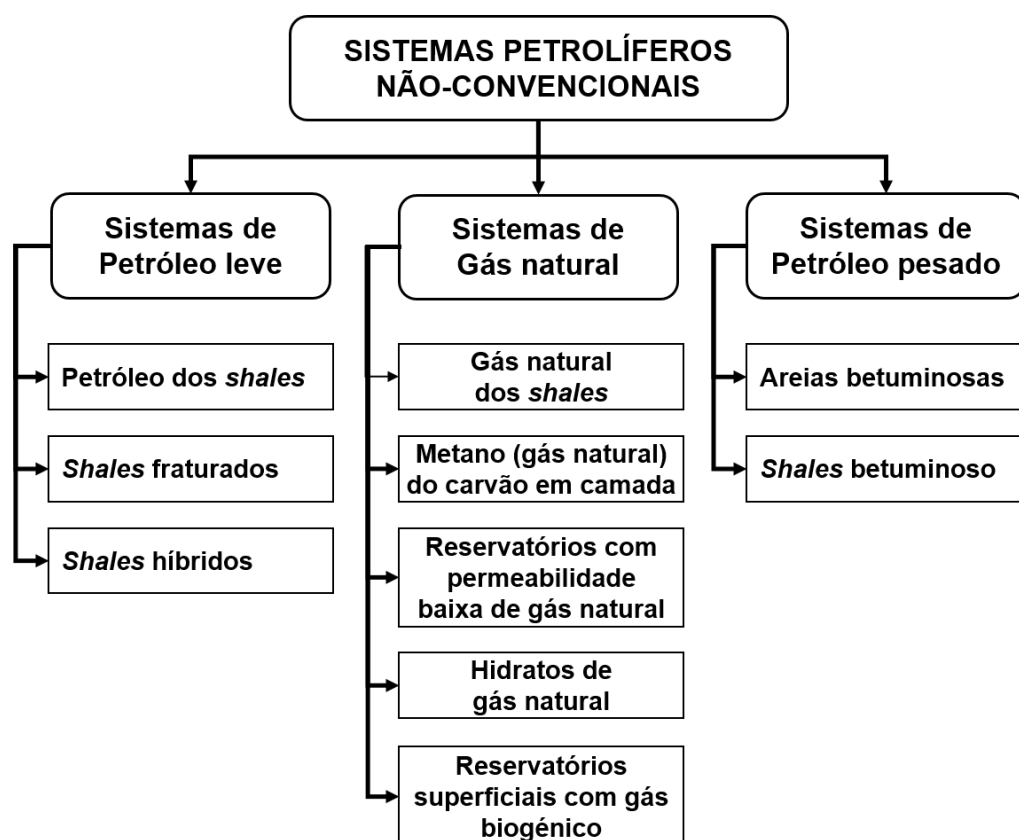 SISTEMAS PETROLÍFEROS
NÃO-CONVENCIONAIS
Sistemas de
Petróleo leve
Petróleo dos shales
Shales fraturados
Shales híbridos
Sistemas de
Gás natural
Gás natural
dos shales
Metano (gás natural)
do carvão em camada
Reservatórios com
permeabilidade
baixa de gás natural
Hidratos de
gás natural
Reservatórios
superficiais com gás
biogénico
Sistemas de
Petróleo pesado
Areias betuminosas
Shales betuminoso